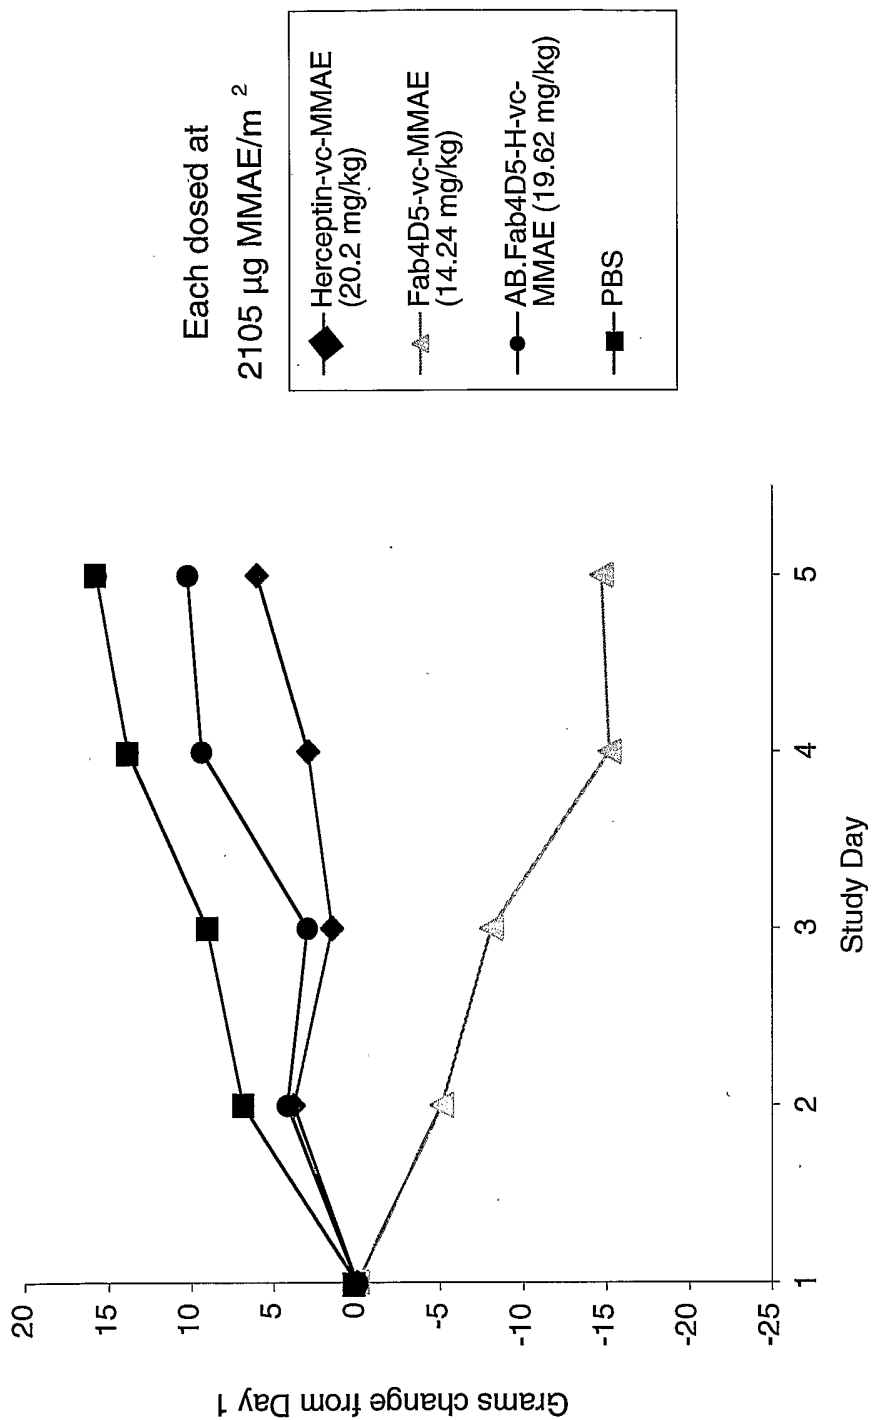 Each dosed at
2105 µg MMAE/m 2
Herceptin-vc-MMAE
(20.2 mg/kg)
Fab4D5-vc-MMAE
(14.24 mg/kg)
AB.Fab4D5-H-vc-
MMAE (19.62 mg/kg)
PBS
Grams change from Day 1
20
15
10
5
0
-5
-10
-15
-20
-25
1
2
3
4
5
Study Day